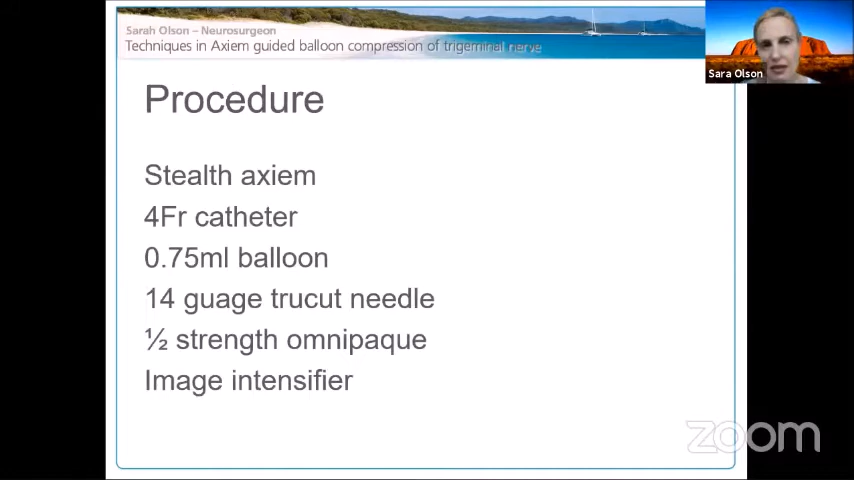 Sarah Olson – Neurosurgeon
Techniques in Axiem guided balloon compression of trigeminal nerve
Sara Olson
Procedure
Stealth axiem
4Fr catheter
0.75ml balloon
14 guage trucut needle
½ strength omnipaque
Image intensifier
zoom